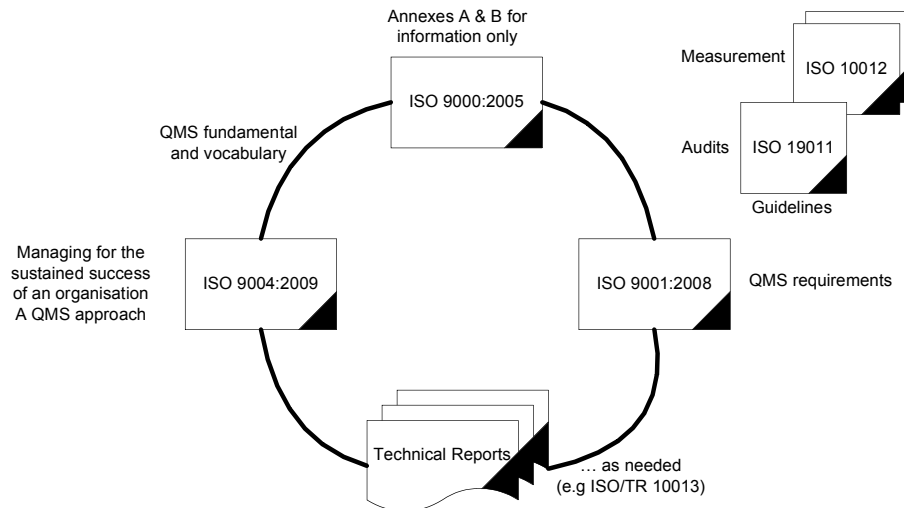 Annexes A & B for
information only
ISO 9000:2005
QMS fundamental
and vocabulary
Measurement
ISO 10012
Audits
ISO 19011
Guidelines
Managing for the
sustained success
of an organisation
A QMS approach
ISO 9004:2009
ISO 9001:2008
QMS requirements
Technical Reports
... as needed
(e.g ISO/TR 10013)